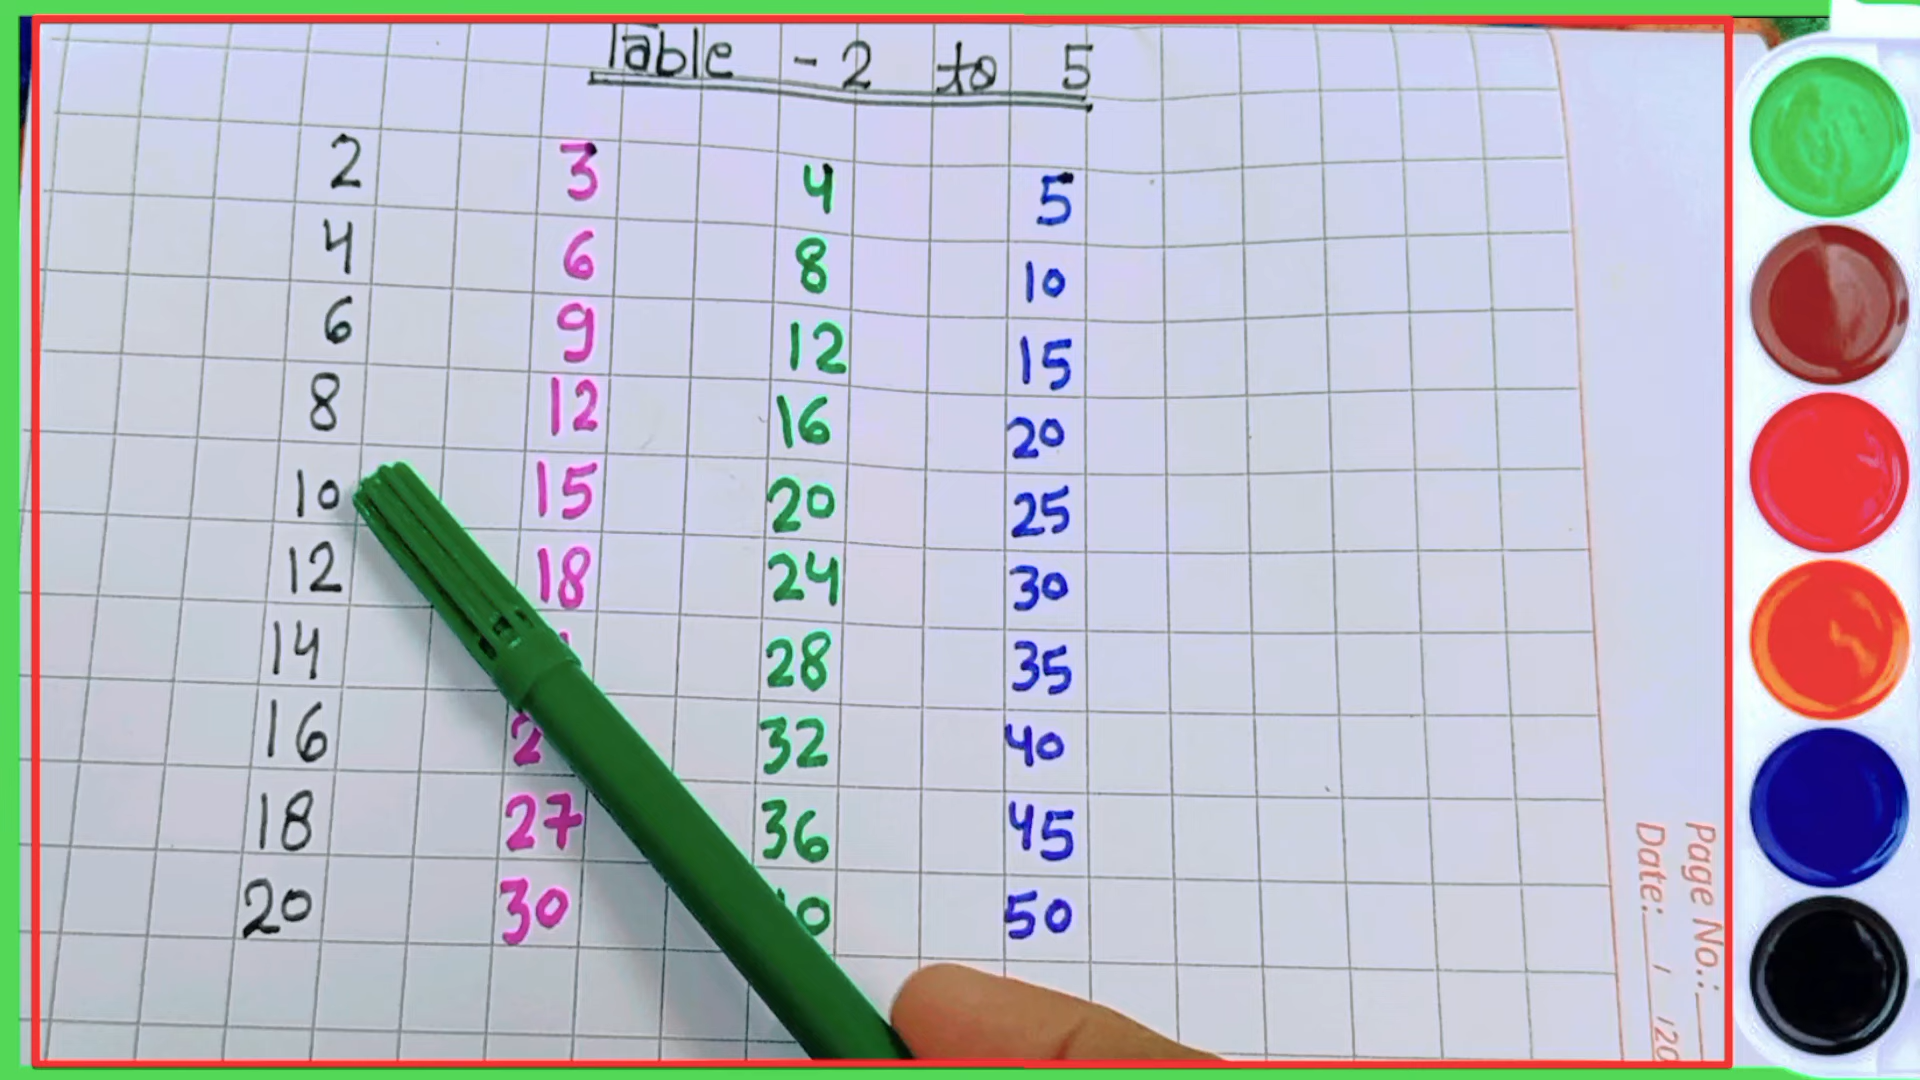 Table - 2 to 5
2 3 4 5
4 6 8 10
6 9 12 15
8 12 16 20
10 15 20 25
12 18 24 30
14 28 35
16 32 40
18 27 36 45
20 30 50
Page No.:
Date: / /20